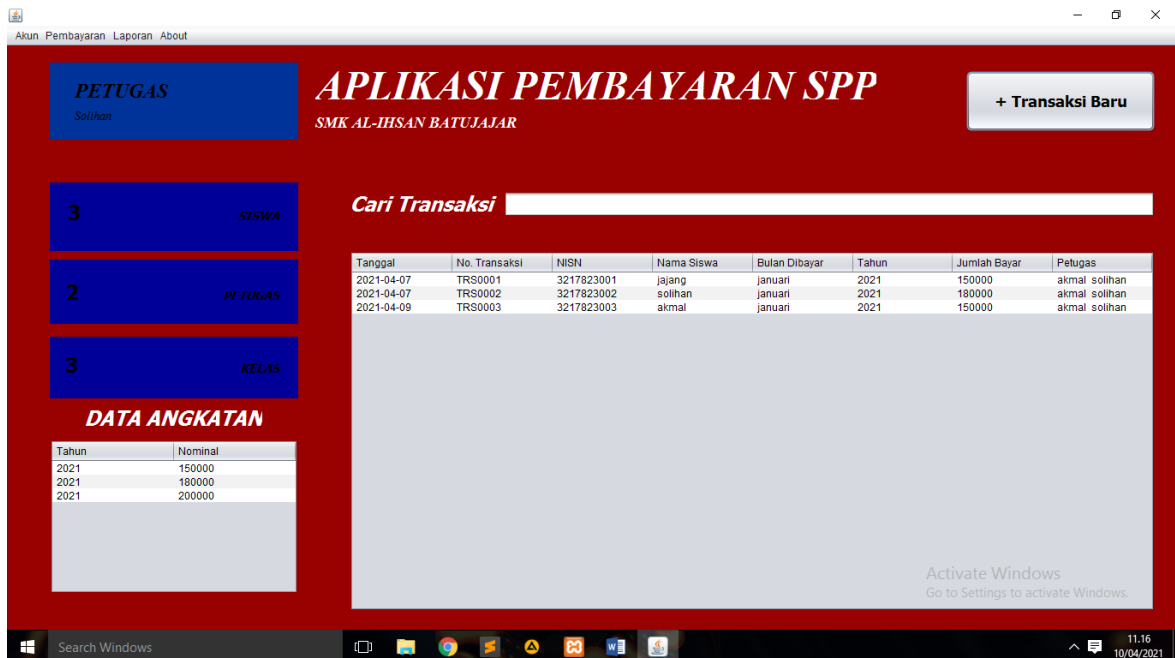 Akun Pembayaran Laporan About
PETUGAS
Solihan
APLIKASI PEMBAYARAN SPP
SMK AL-IHSAN BATUJAJAR
+ Transaksi Baru
3 SISWA
2 PETUGAS
3 KELAS
DATA ANGKATAN
Tahun Nominal
2021 150000
2021 180000
2021 200000
Cari Transaksi
Tanggal No. Transaksi NISN Nama Siswa Bulan Dibayar Tahun Jumlah Bayar Petugas
2021-04-07 TRS0001 3217823001 jajang januari 2021 150000 akmal solihan
2021-04-07 TRS0002 3217823002 solihan januari 2021 180000 akmal solihan
2021-04-09 TRS0003 3217823003 akmal januari 2021 150000 akmal solihan
Activate Windows
Go to Settings to activate Windows.
Search Windows
11.16
10/04/2021